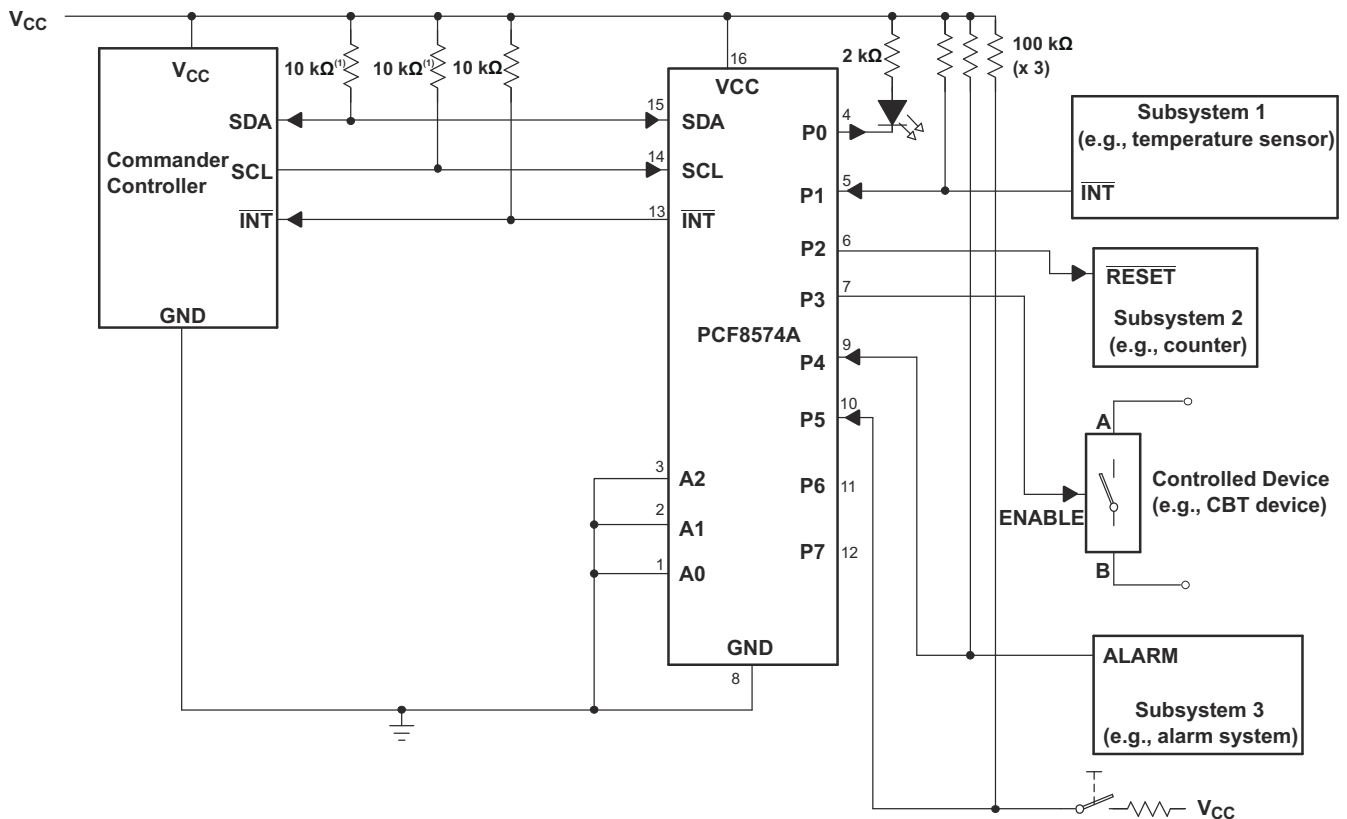 VCC
VCC
SDA
Commander
Controller
SCL
INT
GND
10 kΩ(1)
10 kΩ(1)
10 kΩ
15
14
13
16
VCC
SDA
SCL
INT
PCF8574A
3
A2
2
A1
1
A0
GND
8
P0
4
P1
5
P2
6
P3
7
P4
9
P5
10
P6
11
P7
12
2 kΩ
100 kΩ
(x 3)
Subsystem 1
(e.g., temperature sensor)
INT
RESET
Subsystem 2
(e.g., counter)
A
ENABLE
B
Controlled Device
(e.g., CBT device)
ALARM
Subsystem 3
(e.g., alarm system)
VCC